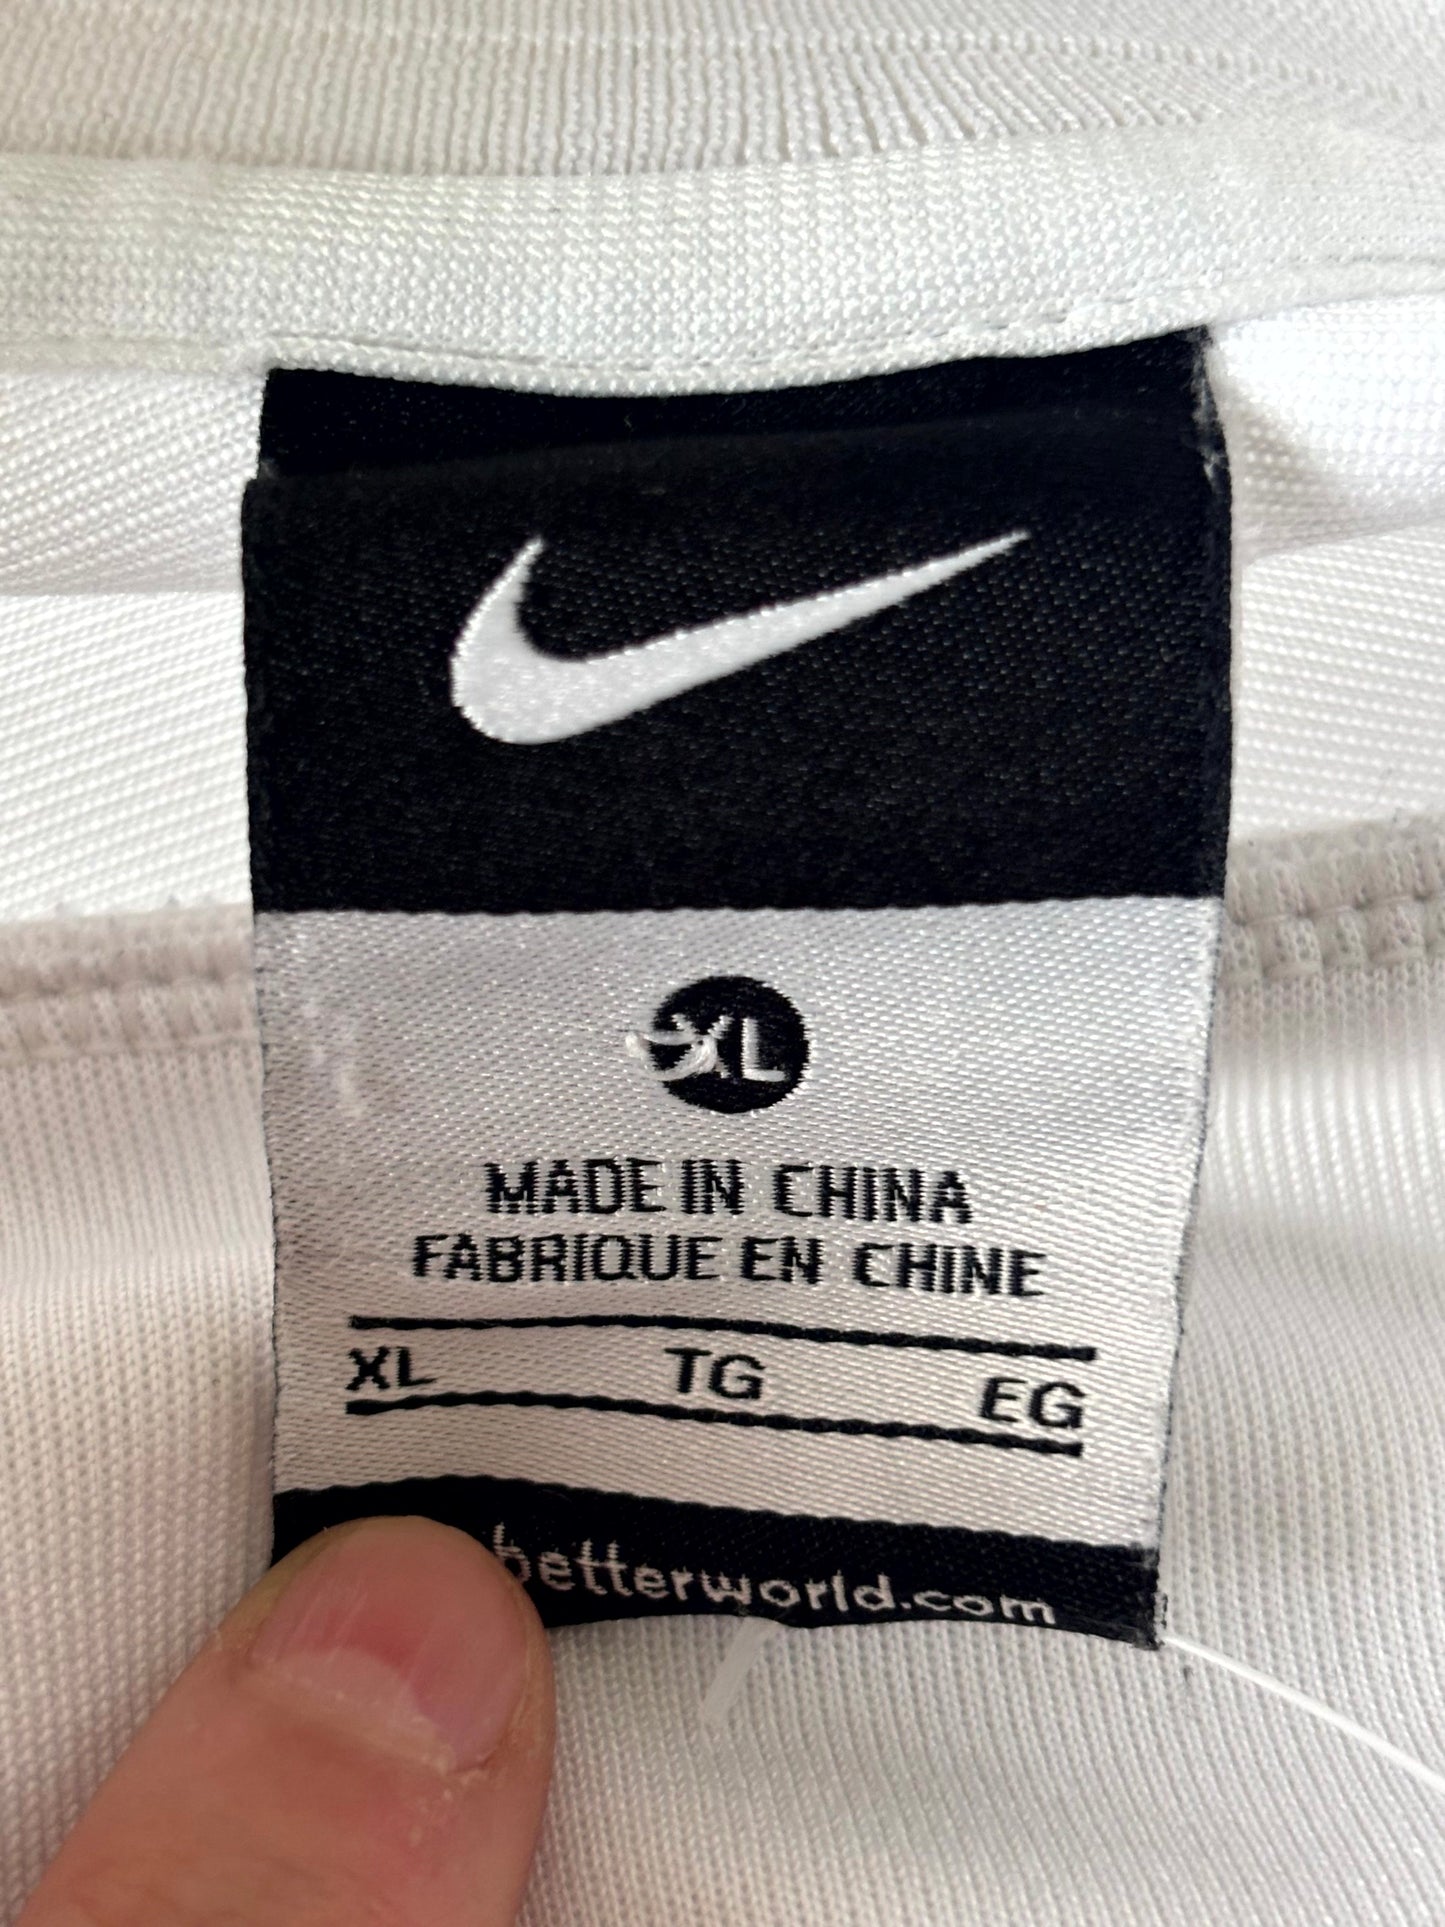 XL
MADE IN CHINA
FABRIQUE EN CHINE
XL TG EG
betterworld.com